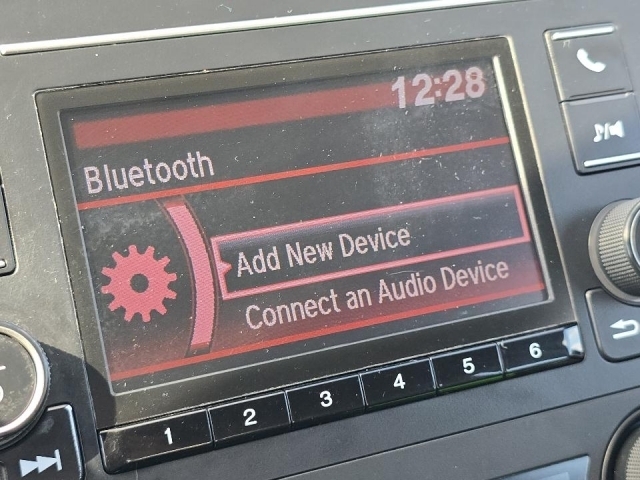 12:28
Bluetooth
Add New Device
Connect an Audio Device
1 2 3 4 5 6